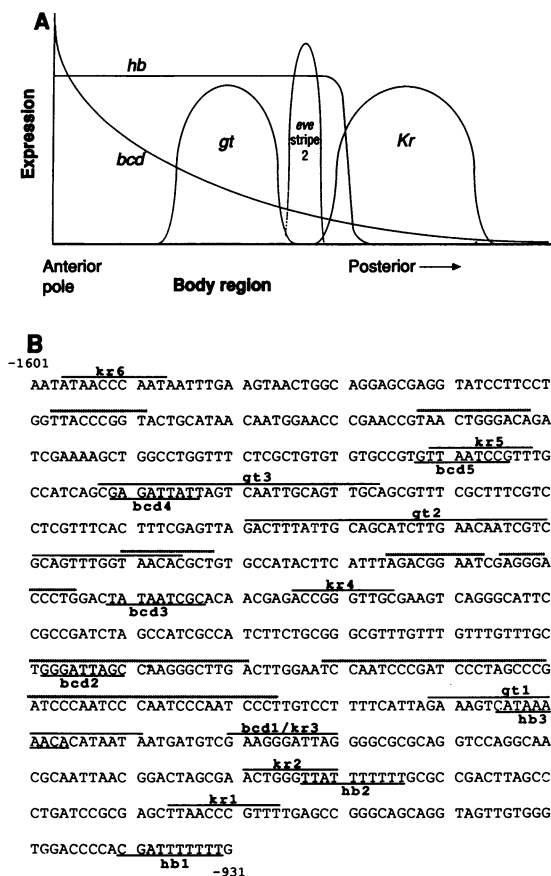 A
Expression
hb
bcd
gt
eve
stripe
2
Kr
Anterior
pole
Body region
Posterior
B
-1601
kr6
AATATAACCC AATAATTTGA AGTAACTGGC AGGAGCGAGG TATCCTTCCT
GGTTACCCGG TACTGCATAA CAATGGAACC CGAACCGTAA CTGGGACAGA
kr5
TCGAAAAGCT GGCCTGGTTT CTCGCTGTGT GTGCCGTGTT AATCCGTTTG
bcd5
gt3
CCATCAGCGA GATTATTAGT CAATTGCAGT TGCAGCGTTT CGCTTTCGTC
bcd4
gt2
CTCGTTTCAC TTTCGAGTTA GACTTTATTG CAGCATCTTG AACAATCGTC
GCAGTTTGGT AACACGCTGT GCCATACTTC ATTTAGACGG AATCGAGGGA
kr4
CCCTGGACTA TAATCGCACA ACGAGACCGG GTTGCGAAGT CAGGGCATTC
bcd3
CGCCGATCTA GCCATCGCCA TCTTCTGCGG GCGTTTGTTT GTTTGTTTGC
TGGGATTAGC CAAGGGCTTG ACTTGGAATC CAATCCCGAT CCCTAGCCCG
bcd2
gt1
ATCCCAATCC CAATCCCAAT CCCTTGTCCT TTTCATTAGA AAGTCATAAA
hb3
bcd1/kr3
AACACATAAT AATGATGTCG AAGGGATTAG GGGCGCGCAG GTCCAGGCAA
kr2
CGCAATTAAC GGACTAGCGA ACTGGGTTAT TTTTTTGCGC CGACTTAGCC
hb2
kr1
CTGATCCGCG AGCTTAACCC GTTTTGAGCC GGGCAGCAGG TAGTTGTGGG
TGGACCCCAC GATTTTTTTG
hb1
-931